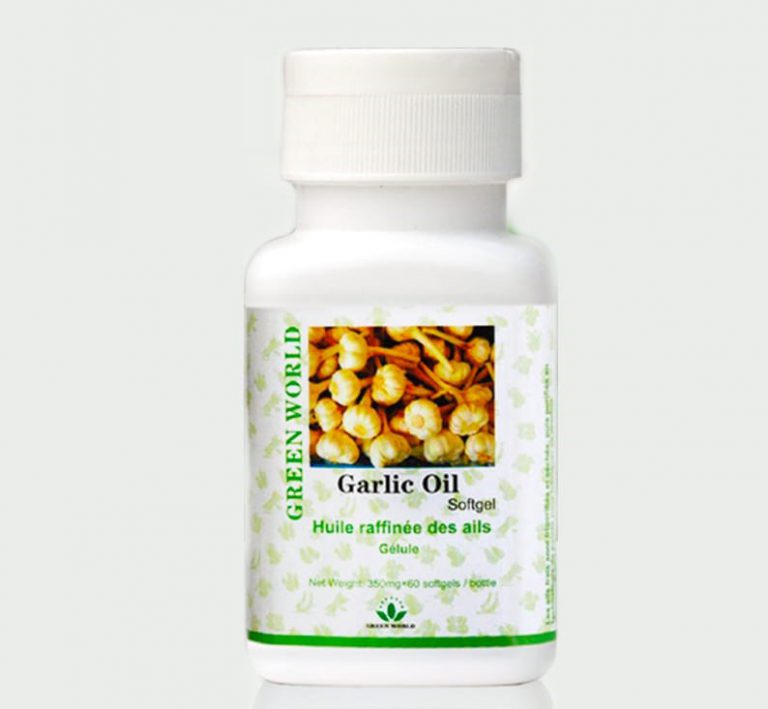 GREEN WORLD
Garlic Oil
Softgel
Huile raffinée des ails
Gélule
Net Weight: 350mg×60 softgels / bottle
GREEN WORLD